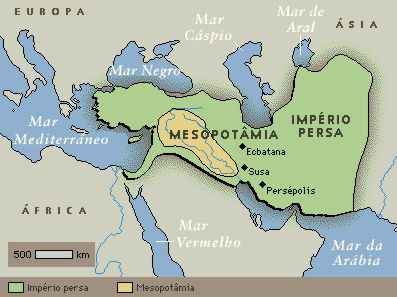 EUROPA
Mar de
Aral
ÁSIA
Mar
Cáspio
Mar Negro
Mar
Mediterrâneo
MESOPOTÂMIA
IMPÉRIO
PERSA
Ecbatana
Susa
Persépolis
ÁFRICA
Mar
Vermelho
Mar da
Arábia
500 km
Império persa
Mesopotâmia